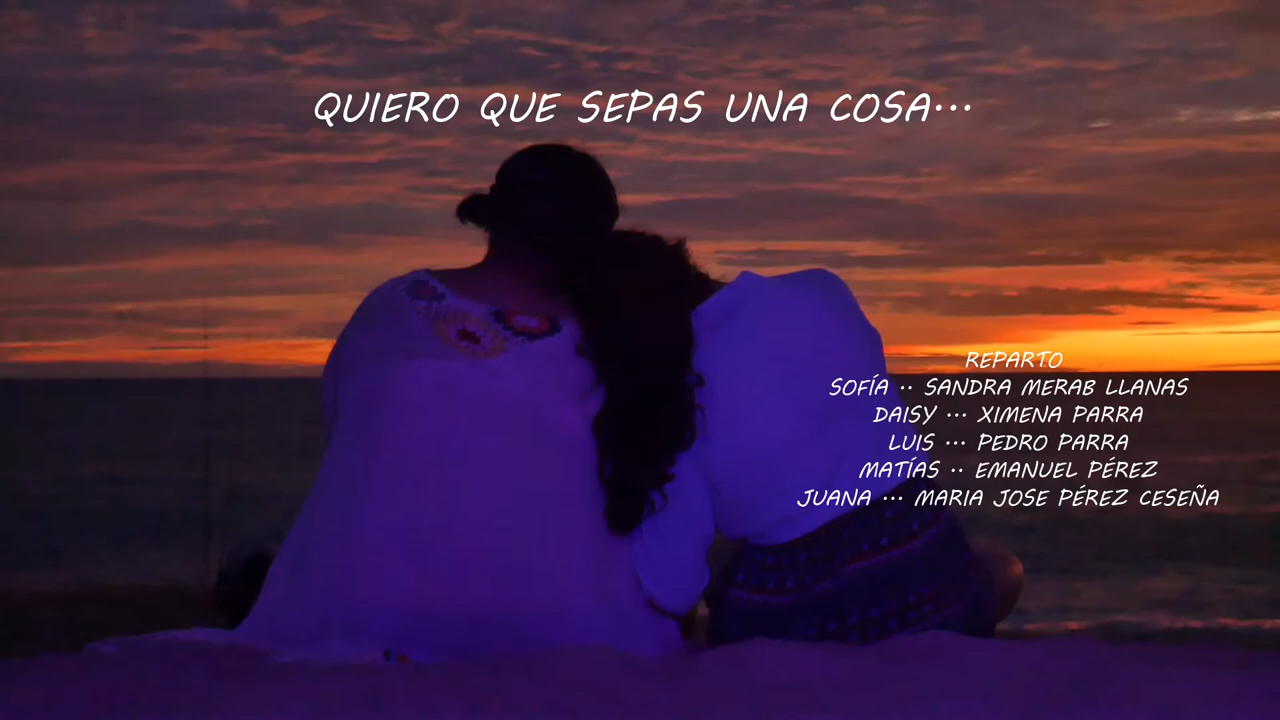 QUIERO QUE SEPAS UNA COSA...
REPARTO
SOFÍA .. SANDRA MERAB LLANAS
DAISY ... XIMENA PARRA
LUIS ... PEDRO PARRA
MATÍAS .. EMANUEL PÉREZ
JUANA ... MARIA JOSE PÉREZ CESEÑA